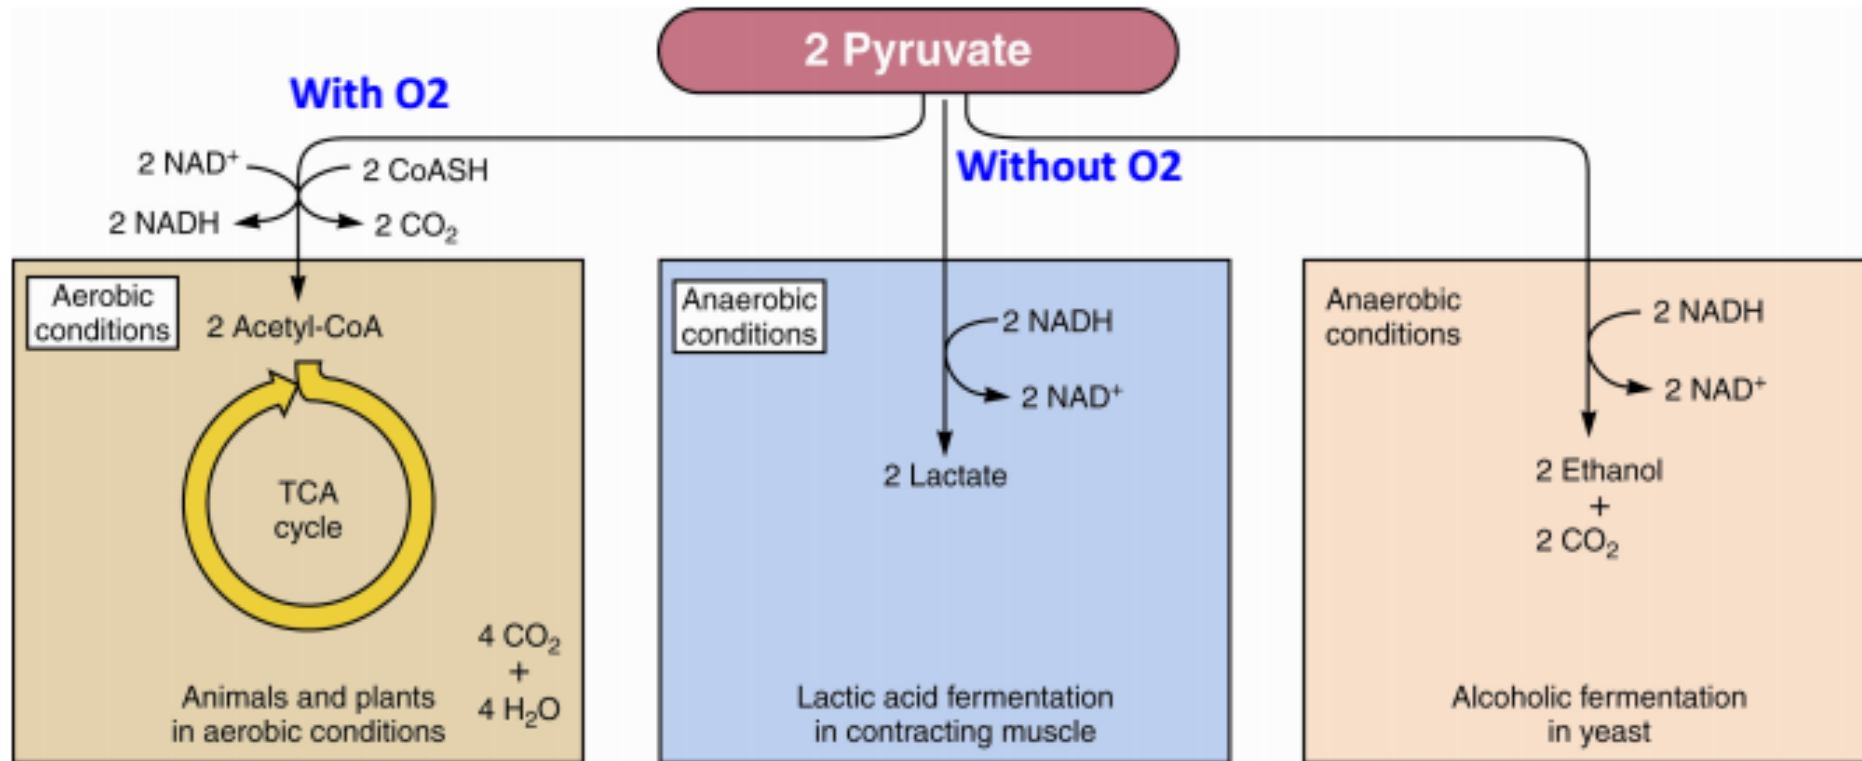 2 Pyruvate
With O2
Without O2
2 NAD⁺
2 CoASH
2 NADH
2 CO₂
Aerobic
conditions
2 Acetyl-CoA
TCA
cycle
4 CO₂
+
4 H₂O
Animals and plants
in aerobic conditions
Anaerobic
conditions
2 NADH
2 NAD⁺
2 Lactate
Lactic acid fermentation
in contracting muscle
Anaerobic
conditions
2 NADH
2 NAD⁺
2 Ethanol
+
2 CO₂
Alcoholic fermentation
in yeast